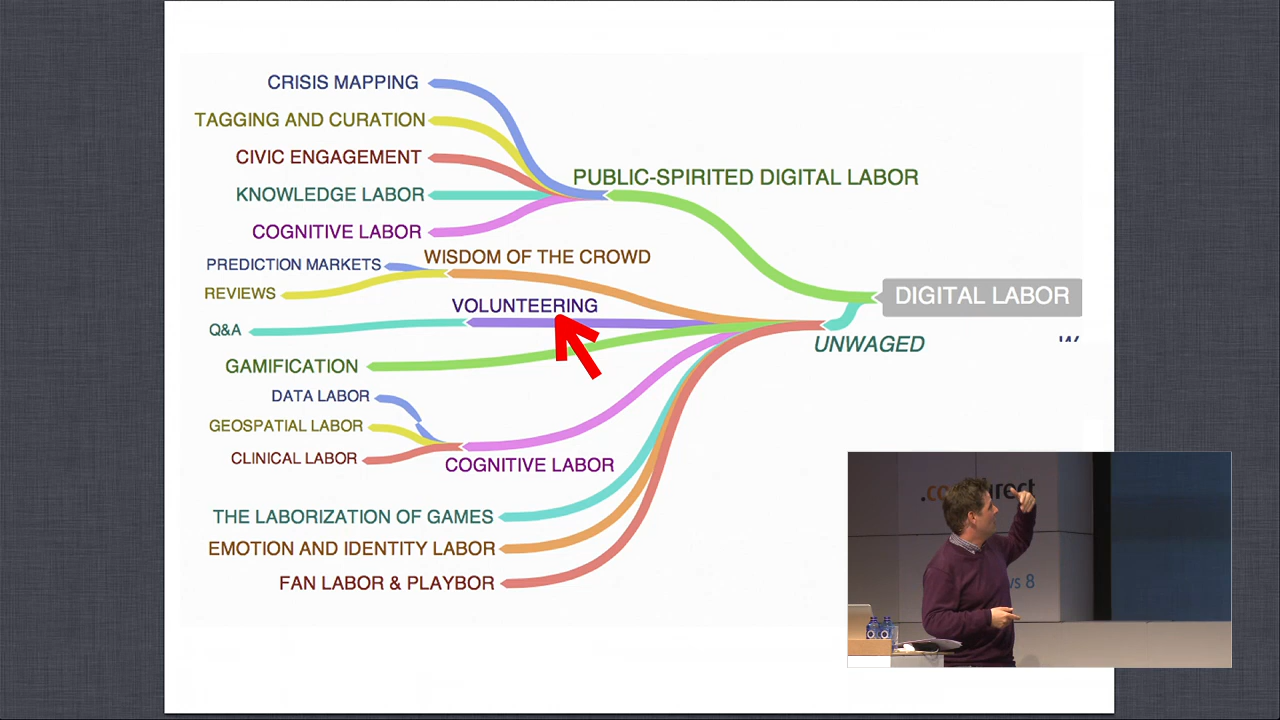 CRISIS MAPPING
TAGGING AND CURATION
CIVIC ENGAGEMENT
PUBLIC-SPIRITED DIGITAL LABOR
KNOWLEDGE LABOR
COGNITIVE LABOR
WISDOM OF THE CROWD
PREDICTION MARKETS
REVIEWS
DIGITAL LABOR
VOLUNTEERING
Q&A
UNWAGED
GAMIFICATION
DATA LABOR
GEOSPATIAL LABOR
CLINICAL LABOR
COGNITIVE LABOR
THE LABORIZATION OF GAMES
EMOTION AND IDENTITY LABOR
FAN LABOR & PLAYBOR
8